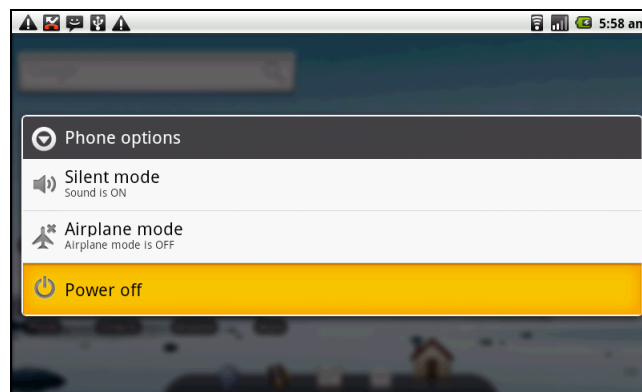 5:58 am
Phone options
Silent mode
Sound is ON
Airplane mode
Airplane mode is OFF
Power off